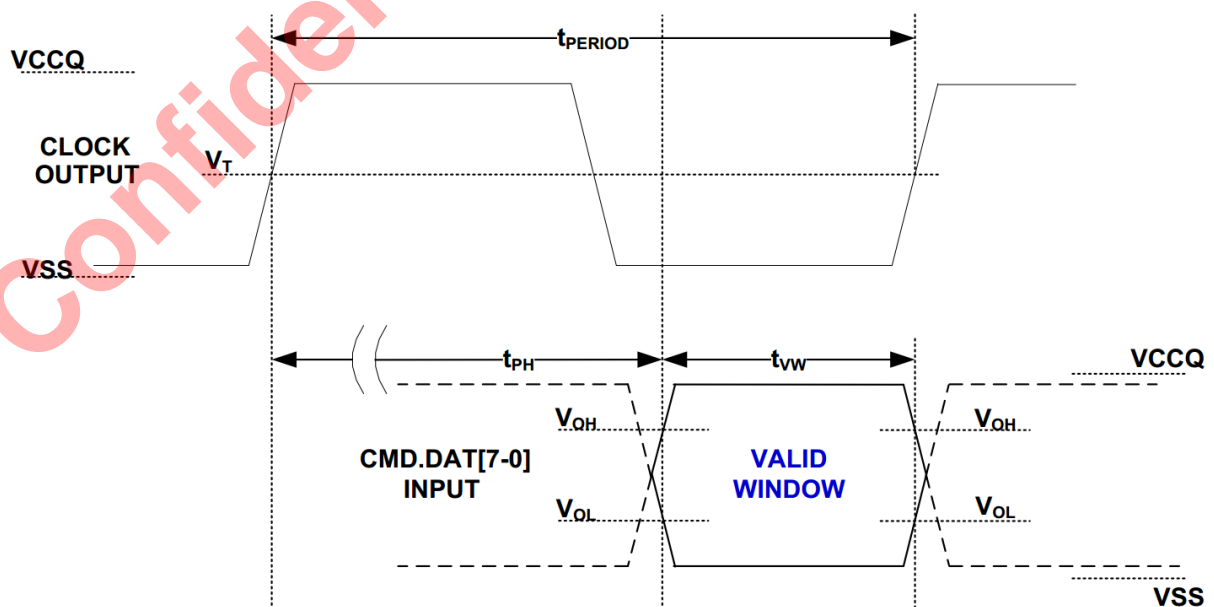 tPERIOD
VCCQ
CLOCK
OUTPUT
VT
VSS
tPH
tVW
VCCQ
VOH
VOH
CMD.DAT[7-0]
INPUT
VALID
WINDOW
VOL
VOL
VSS